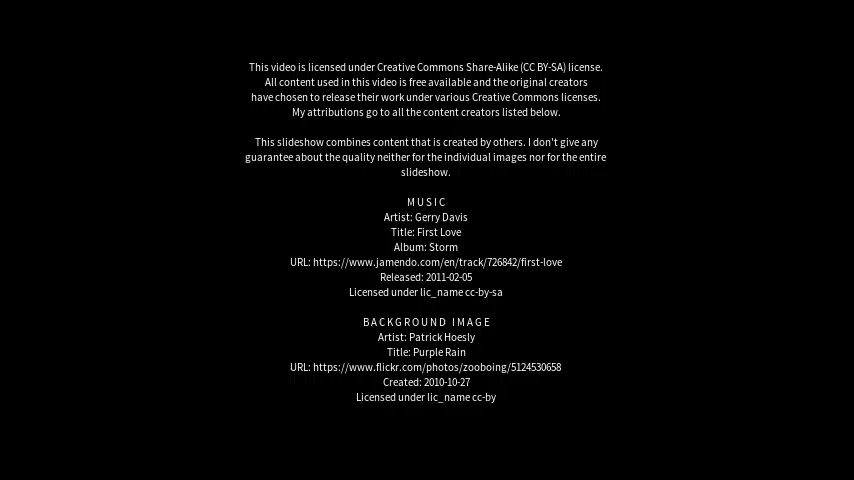 This video is licensed under Creative Commons Share-Alike (CC BY-SA) license.
All content used in this video is free available and the original creators
have chosen to release their work under various Creative Commons licenses.
My attributions go to all the content creators listed below.
This slideshow combines content that is created by others. I don't give any
guarantee about the quality neither for the individual images nor for the entire
slideshow.
MUSIC
Artist: Gerry Davis
Title: First Love
Album: Storm
URL: https://www.jamendo.com/en/track/726842/first-love
Released: 2011-02-05
Licensed under lic_name cc-by-sa
BACKGROUND IMAGE
Artist: Patrick Hoesly
Title: Purple Rain
URL: https://www.flickr.com/photos/zooboing/5124530658
Created: 2010-10-27
Licensed under lic_name cc-by